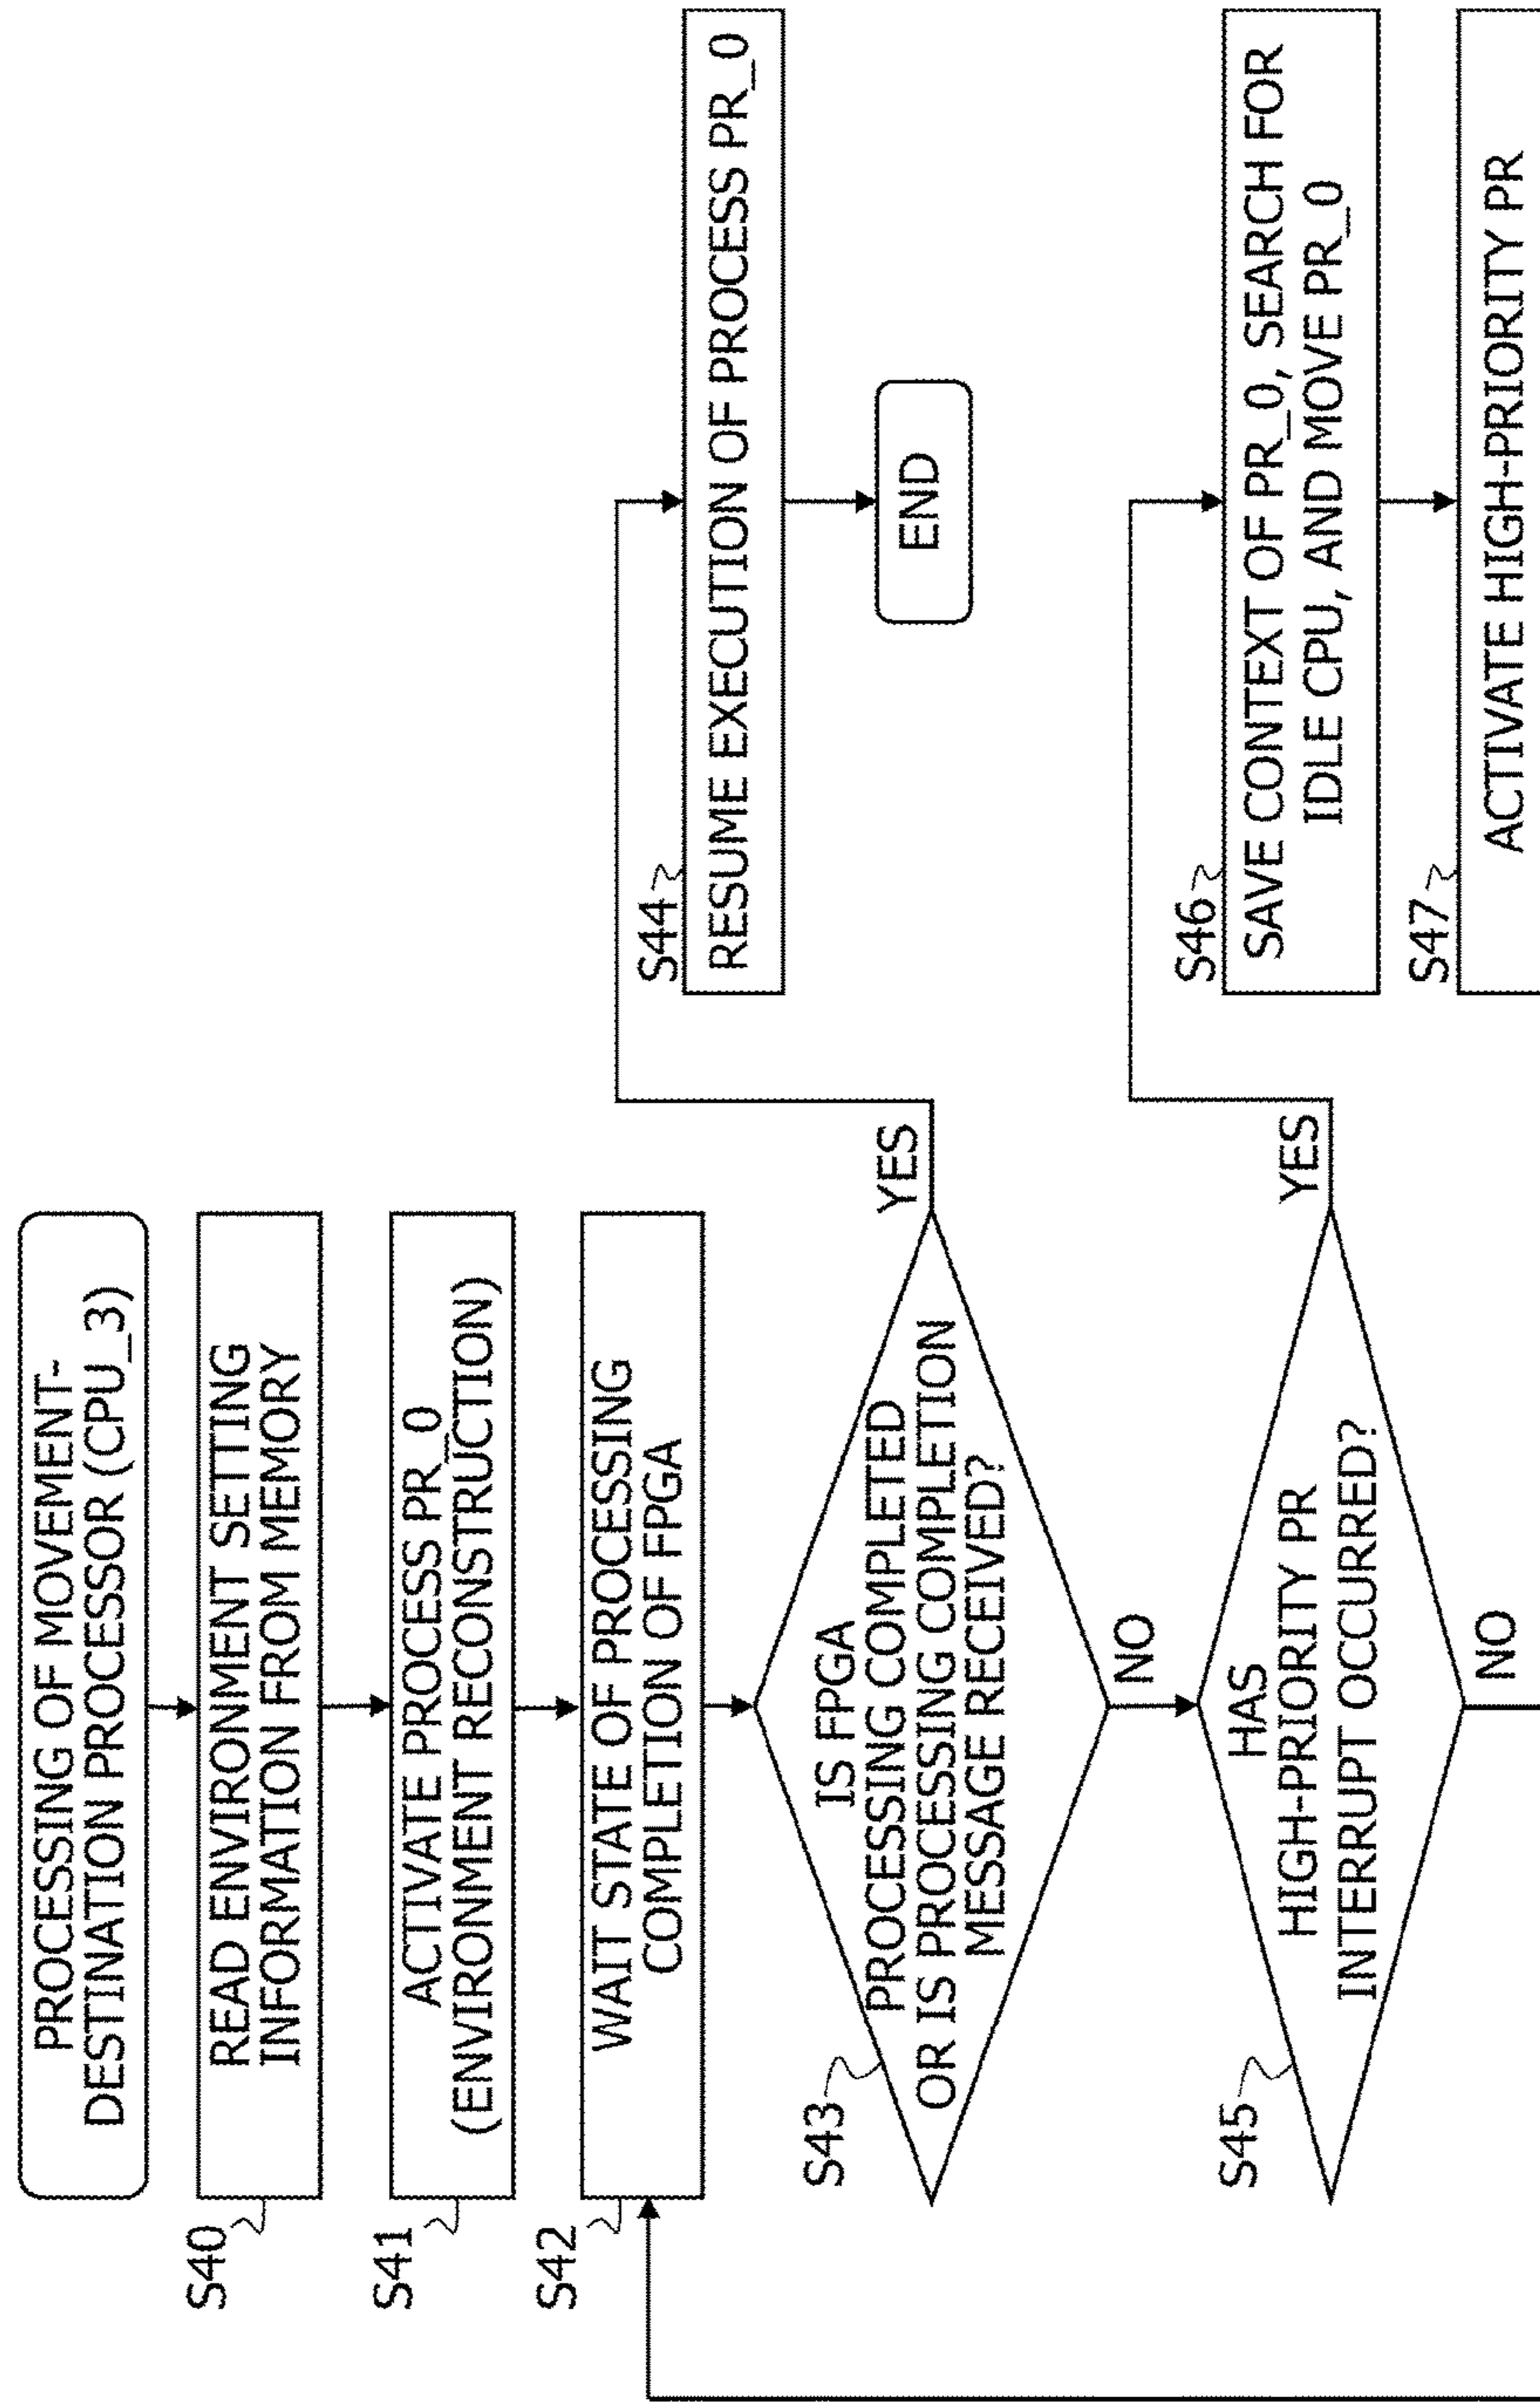 PROCESSING OF MOVEMENT-
DESTINATION PROCESSOR (CPU_3)
S40
READ ENVIRONMENT SETTING
INFORMATION FROM MEMORY
S41
ACTIVATE PROCESS PR_0
(ENVIRONMENT RECONSTRUCTION)
S42
WAIT STATE OF PROCESSING
COMPLETION OF FPGA
S43
IS FPGA
PROCESSING COMPLETED
OR IS PROCESSING COMPLETION
MESSAGE RECEIVED?
YES
NO
S44
RESUME EXECUTION OF PROCESS PR_0
END
S45
HAS
HIGH-PRIORITY PR
INTERRUPT OCCURRED?
YES
NO
S46
SAVE CONTEXT OF PR_0, SEARCH FOR
IDLE CPU, AND MOVE PR_0
S47
ACTIVATE HIGH-PRIORITY PR